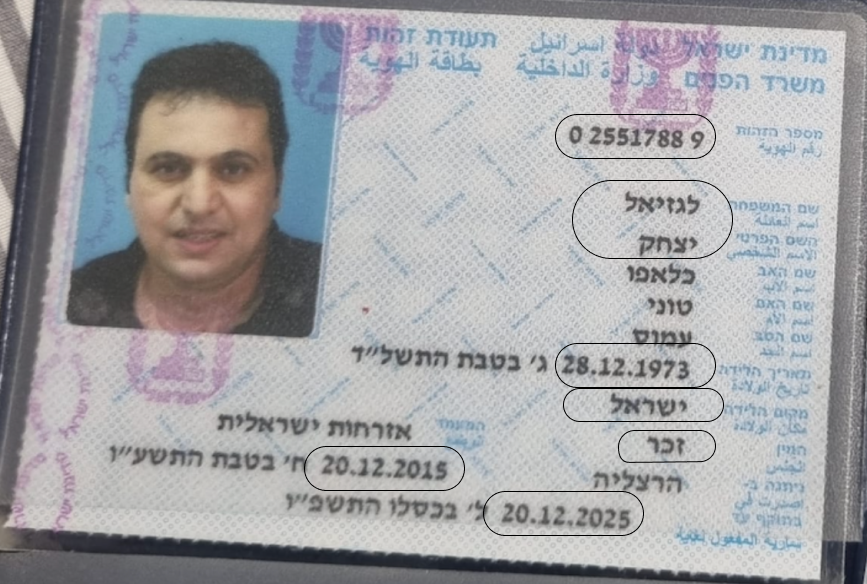 מדינת ישראל دولة اسرائيل תעודת זהות
משרד הפנים وزارة الداخلية بطاقة الهوية
מספר הזהות
رقم الهوية
0 2551788 9
שם המשפחה
اسم العائلة
לגזיאל
השם הפרטי
الاسم الشخصي
יצחק
שם האב
اسم الاب
כלאפו
שם האם
اسم الام
טוני
שם הסב
اسم الجد
עמוס
תאריך הלידה
تاريخ الولادة
28.12.1973 ג׳ בטבת התשל״ד
מקום הלידה
مكان الولادة
ישראל
המין
الجنس
זכר
המעמד
אזרחות ישראלית
ניתנה ב-
اصدرت في
הרצליה
20.12.2015 ח׳ בטבת התשע״ו
בתוקף עד
20.12.2025 ל׳ בכסלו התשפ״ו
سارية المفعول لغاية